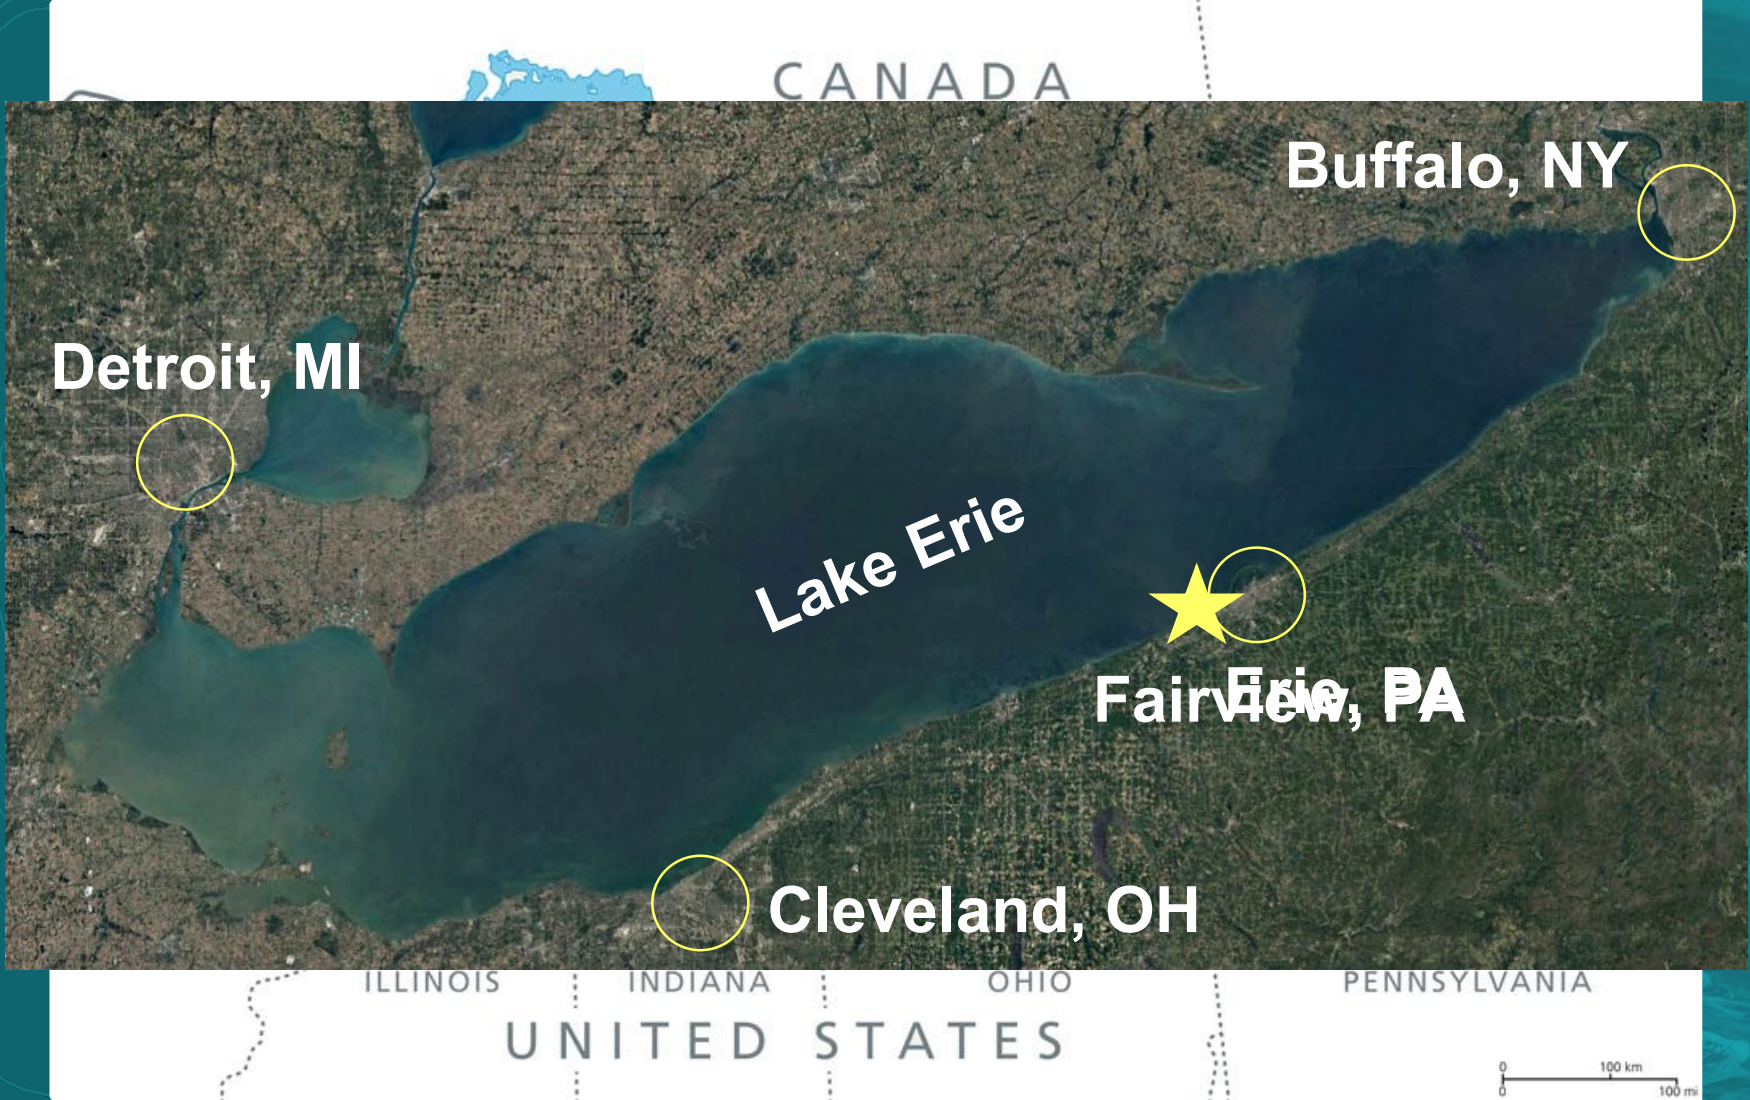 CANADA
Buffalo, NY
Detroit, MI
Lake Erie
Erie, PA
Fairview, PA
Cleveland, OH
ILLINOIS
INDIANA
OHIO
PENNSYLVANIA
UNITED STATES
0
100 km
0
100 mi